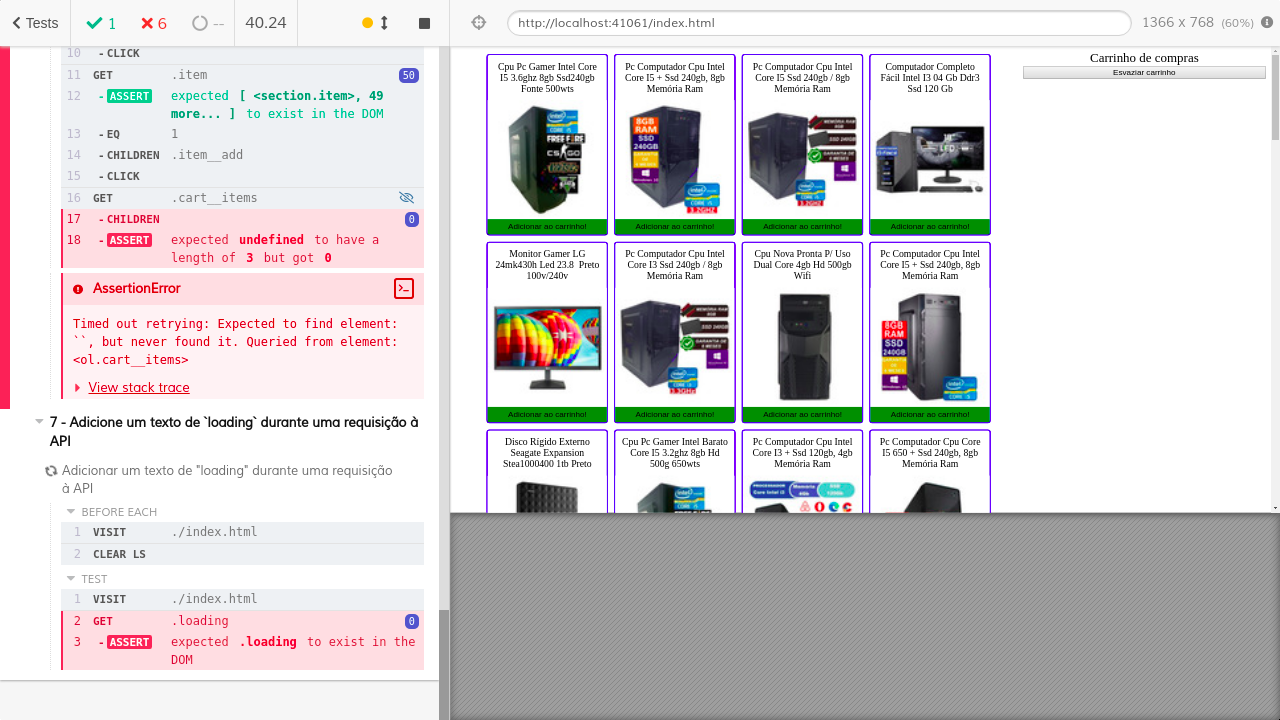 Tests
1
6
--
40.24
http://localhost:41061/index.html
1366 x 768 (60%)
10 - CLICK
11 GET .item 50
12 - ASSERT expected [ <section.item>, 49
more... ] to exist in the DOM
13 - EQ 1
14 - CHILDREN .item__add
15 - CLICK
16 GET .cart__items
17 - CHILDREN 0
18 - ASSERT expected undefined to have a
length of 3 but got 0
AssertionError
Timed out retrying: Expected to find element:
``, but never found it. Queried from element:
<ol.cart__items>
View stack trace
7 - Adicione um texto de `loading` durante uma requisição à
API
Adicionar um texto de "loading" durante uma requisição
à API
BEFORE EACH
1 VISIT ./index.html
2 CLEAR LS
TEST
1 VISIT ./index.html
2 GET .loading 0
3 - ASSERT expected .loading to exist in the
DOM
Cpu Pc Gamer Intel Core
I5 3.6ghz 8gb Ssd240gb
Fonte 500wts
Adicionar ao carrinho!
Pc Computador Cpu Intel
Core I5 + Ssd 240gb, 8gb
Memória Ram
8GB
RAM
SSD
240GB
Adicionar ao carrinho!
Pc Computador Cpu Intel
Core I5 Ssd 240gb / 8gb
Memória Ram
Adicionar ao carrinho!
Computador Completo
Fácil Intel I3 04 Gb Ddr3
Ssd 120 Gb
Adicionar ao carrinho!
Carrinho de compras
Esvaziar carrinho
Monitor Gamer LG
24mk430h Led 23.8 Preto
100v/240v
Adicionar ao carrinho!
Pc Computador Cpu Intel
Core I3 Ssd 240gb / 8gb
Memória Ram
Adicionar ao carrinho!
Cpu Nova Pronta P/ Uso
Dual Core 4gb Hd 500gb
Wifi
Adicionar ao carrinho!
Pc Computador Cpu Intel
Core I5 + Ssd 240gb, 8gb
Memória Ram
8GB
RAM
SSD
240GB
Adicionar ao carrinho!
Disco Rígido Externo
Seagate Expansion
Stea1000400 1tb Preto
Cpu Pc Gamer Intel Barato
Core I5 3.2ghz 8gb Hd
500g 650wts
Pc Computador Cpu Intel
Core I3 + Ssd 120gb, 4gb
Memória Ram
Pc Computador Cpu Core
I5 650 + Ssd 240gb, 8gb
Memória Ram